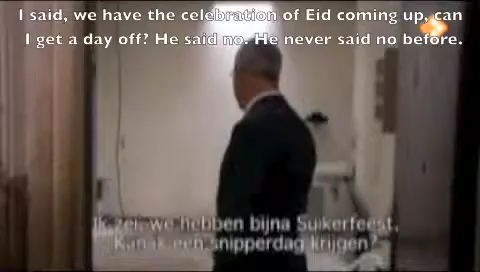 I said, we have the celebration of Eid coming up, can
I get a day off? He said no. He never said no before.
Ik zei, we hebben bijna Suikerfeest.
Kan ik een snipperdag krijgen?